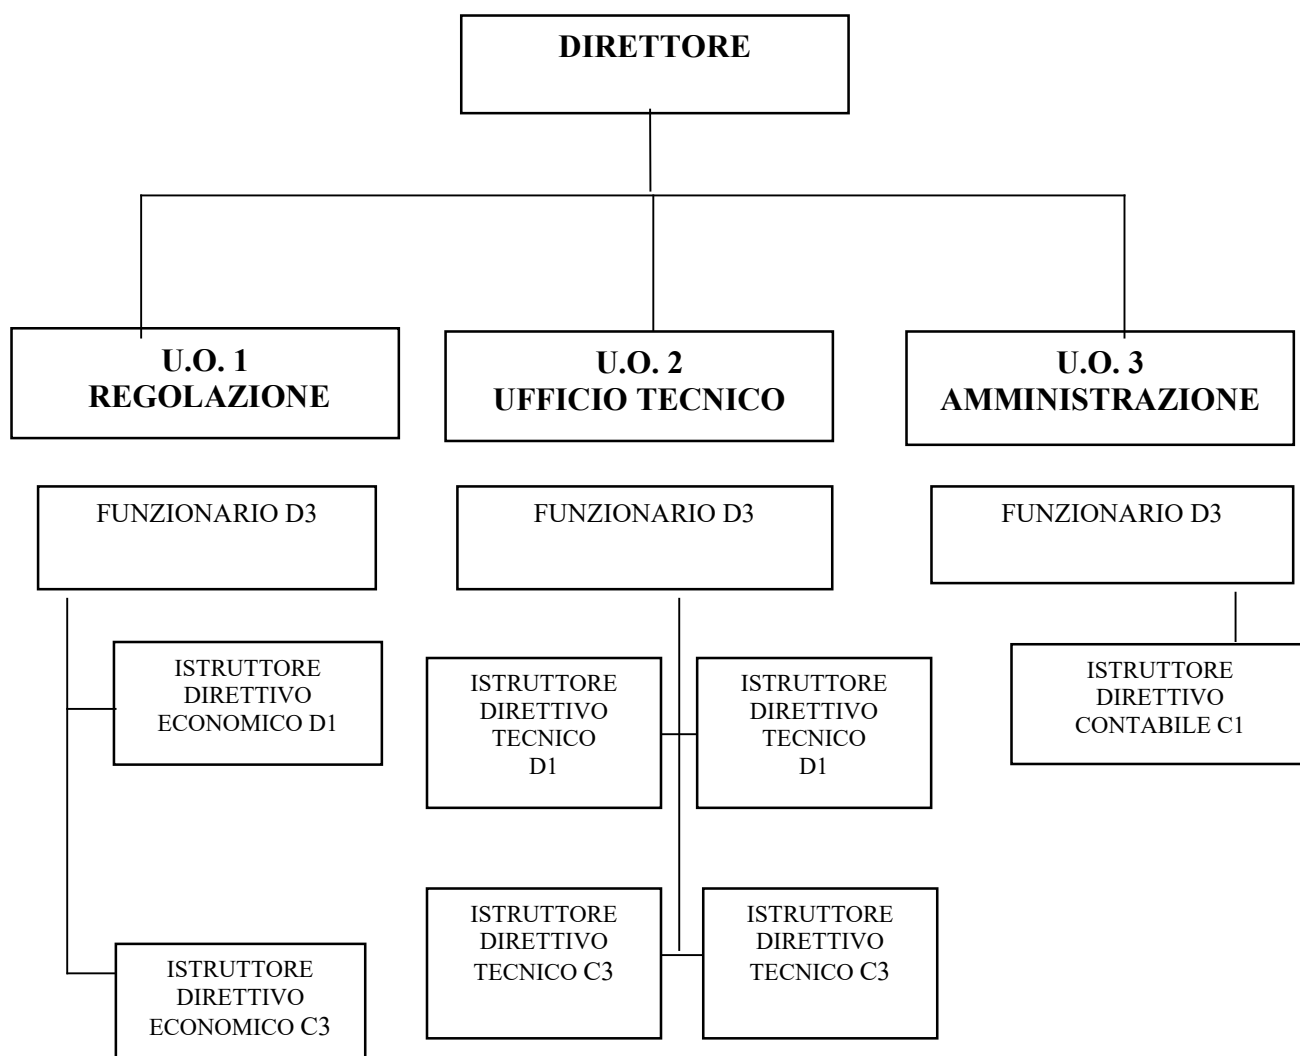 DIRETTORE
U.O. 1
REGOLAZIONE
U.O. 2
UFFICIO TECNICO
U.O. 3
AMMINISTRAZIONE
FUNZIONARIO D3
FUNZIONARIO D3
FUNZIONARIO D3
ISTRUTTORE
DIRETTIVO
ECONOMICO D1
ISTRUTTORE
DIRETTIVO
TECNICO
D1
ISTRUTTORE
DIRETTIVO
TECNICO
D1
ISTRUTTORE
DIRETTIVO
CONTABILE C1
ISTRUTTORE
DIRETTIVO
ECONOMICO C3
ISTRUTTORE
DIRETTIVO
TECNICO C3
ISTRUTTORE
DIRETTIVO
TECNICO C3